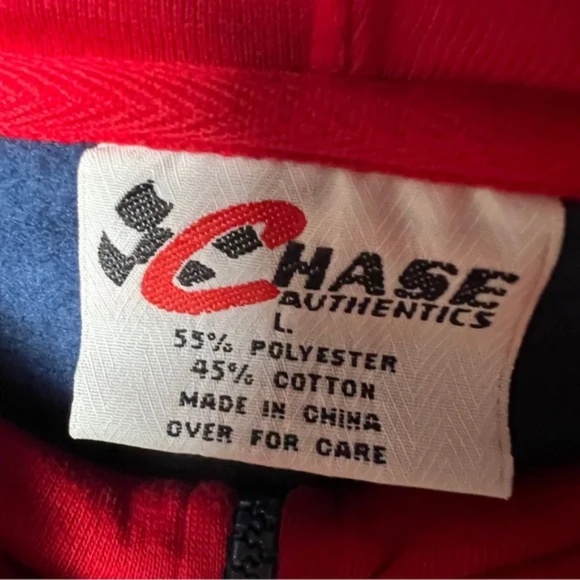 CHASE
AUTHENTICS
L.
55% POLYESTER
45% COTTON
MADE IN CHINA
OVER FOR CARE